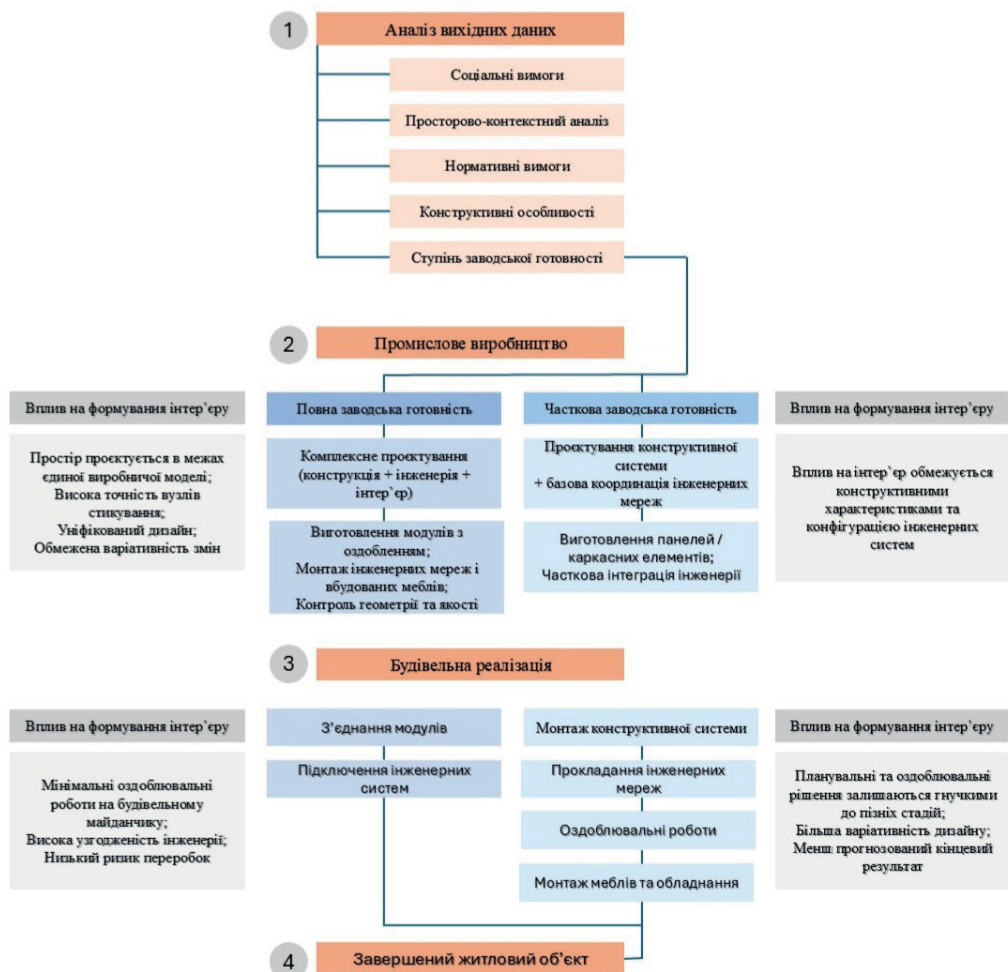 1
Аналіз вихідних даних
Соціальні вимоги
Просторово-контекстний аналіз
Нормативні вимоги
Конструктивні особливості
Ступінь заводської готовності
2
Промислове виробництво
Вплив на формування інтер`єру
Простір проєктується в межах
єдиної виробничої моделі;
Висока точність вузлів
стикування;
Уніфікований дизайн;
Обмежена варіативність змін
Повна заводська готовність
Комплексне проєктування
(конструкція + інженерія +
інтер`єр)
Виготовлення модулів з
оздобленням;
Монтаж інженерних мереж і
вбудованих меблів;
Контроль геометрії та якості
Часткова заводська готовність
Проєктування конструктивної
системи
+ базова координація інженерних
мереж
Виготовлення панелей /
каркасних елементів;
Часткова інтеграція інженерії
Вплив на формування інтер`єру
Вплив на інтер`єр обмежується
конструктивними
характеристиками та
конфігурацією інженерних
систем
3
Будівельна реалізація
Вплив на формування інтер`єру
Мінімальні оздоблювальні
роботи на будівельному
майданчику;
Висока узгодженість інженерії;
Низький ризик переробок
З’єднання модулів
Підключення інженерних
систем
Монтаж конструктивної системи
Прокладання інженерних
мереж
Оздоблювальні роботи
Монтаж меблів та обладнання
Вплив на формування інтер`єру
Планувальні та оздоблювальні
рішення залишаються гнучкими
до пізніх стадій;
Більша варіативність дизайну;
Менш прогнозований кінцевий
результат
4
Завершений житловий об’єкт